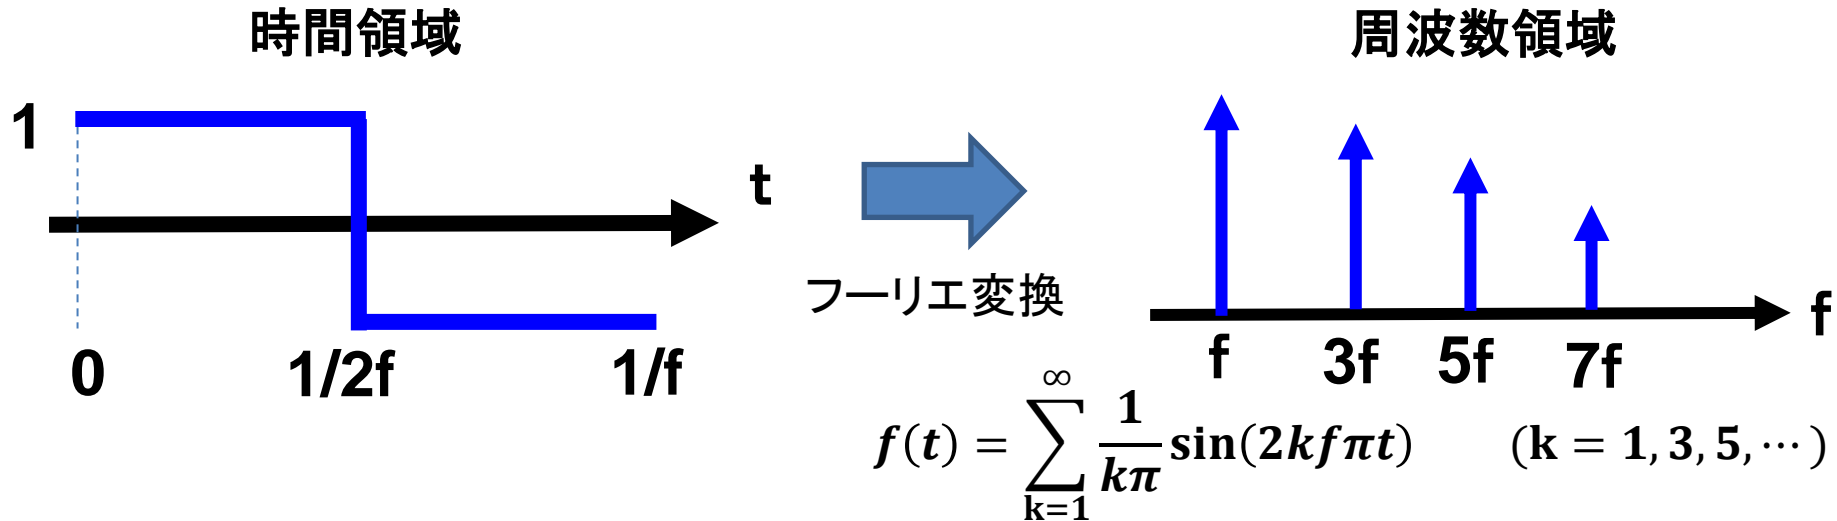 時間領域
1
t
0
1/2f
1/f
フーリエ変換
周波数領域
f
f
3f
5f
7f
f(t) = ∑_{k=1}^{∞} \frac{1}{kπ} sin(2kfπt) (k = 1, 3, 5, ⋯)